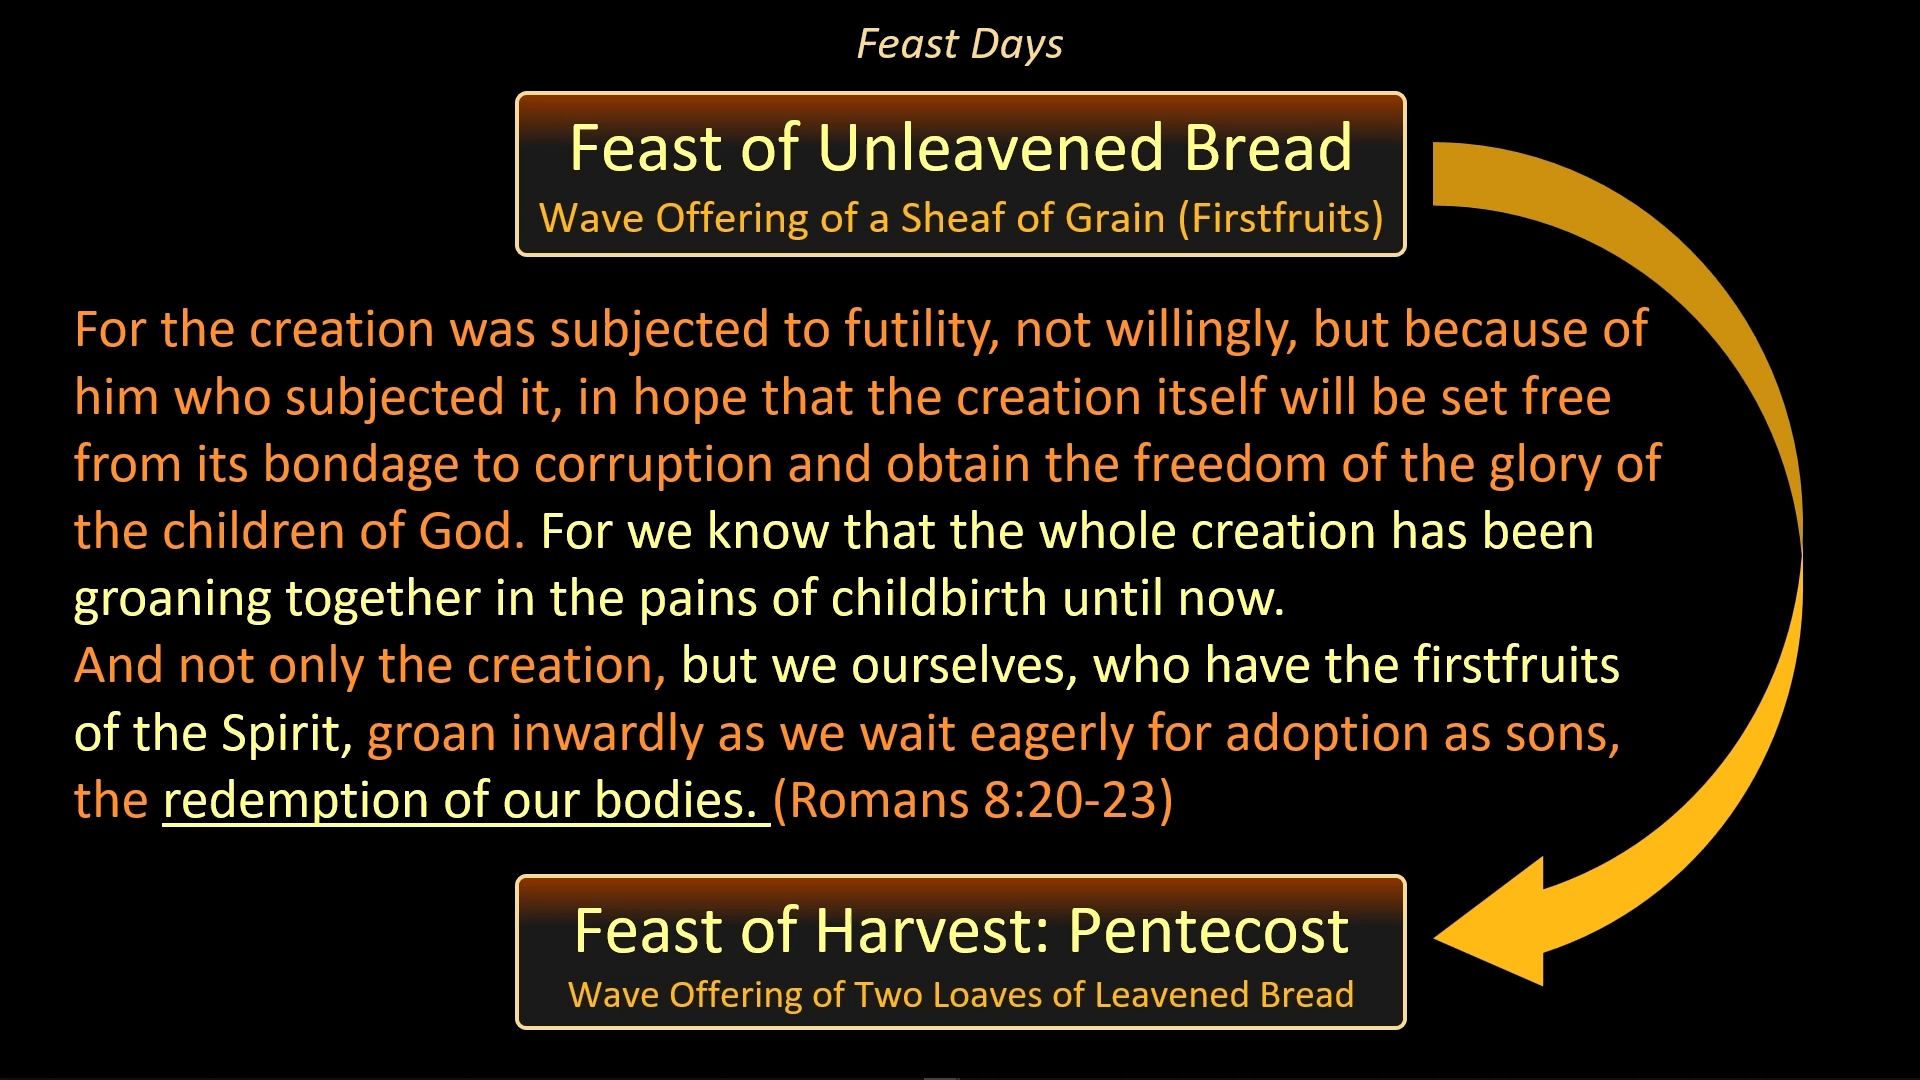 Feast Days
Feast of Unleavened Bread
Wave Offering of a Sheaf of Grain (Firstfruits)
For the creation was subjected to futility, not willingly, but because of
him who subjected it, in hope that the creation itself will be set free
from its bondage to corruption and obtain the freedom of the glory of
the children of God. For we know that the whole creation has been
groaning together in the pains of childbirth until now.
And not only the creation, but we ourselves, who have the firstfruits
of the Spirit, groan inwardly as we wait eagerly for adoption as sons,
the redemption of our bodies. (Romans 8:20-23)
Feast of Harvest: Pentecost
Wave Offering of Two Loaves of Leavened Bread